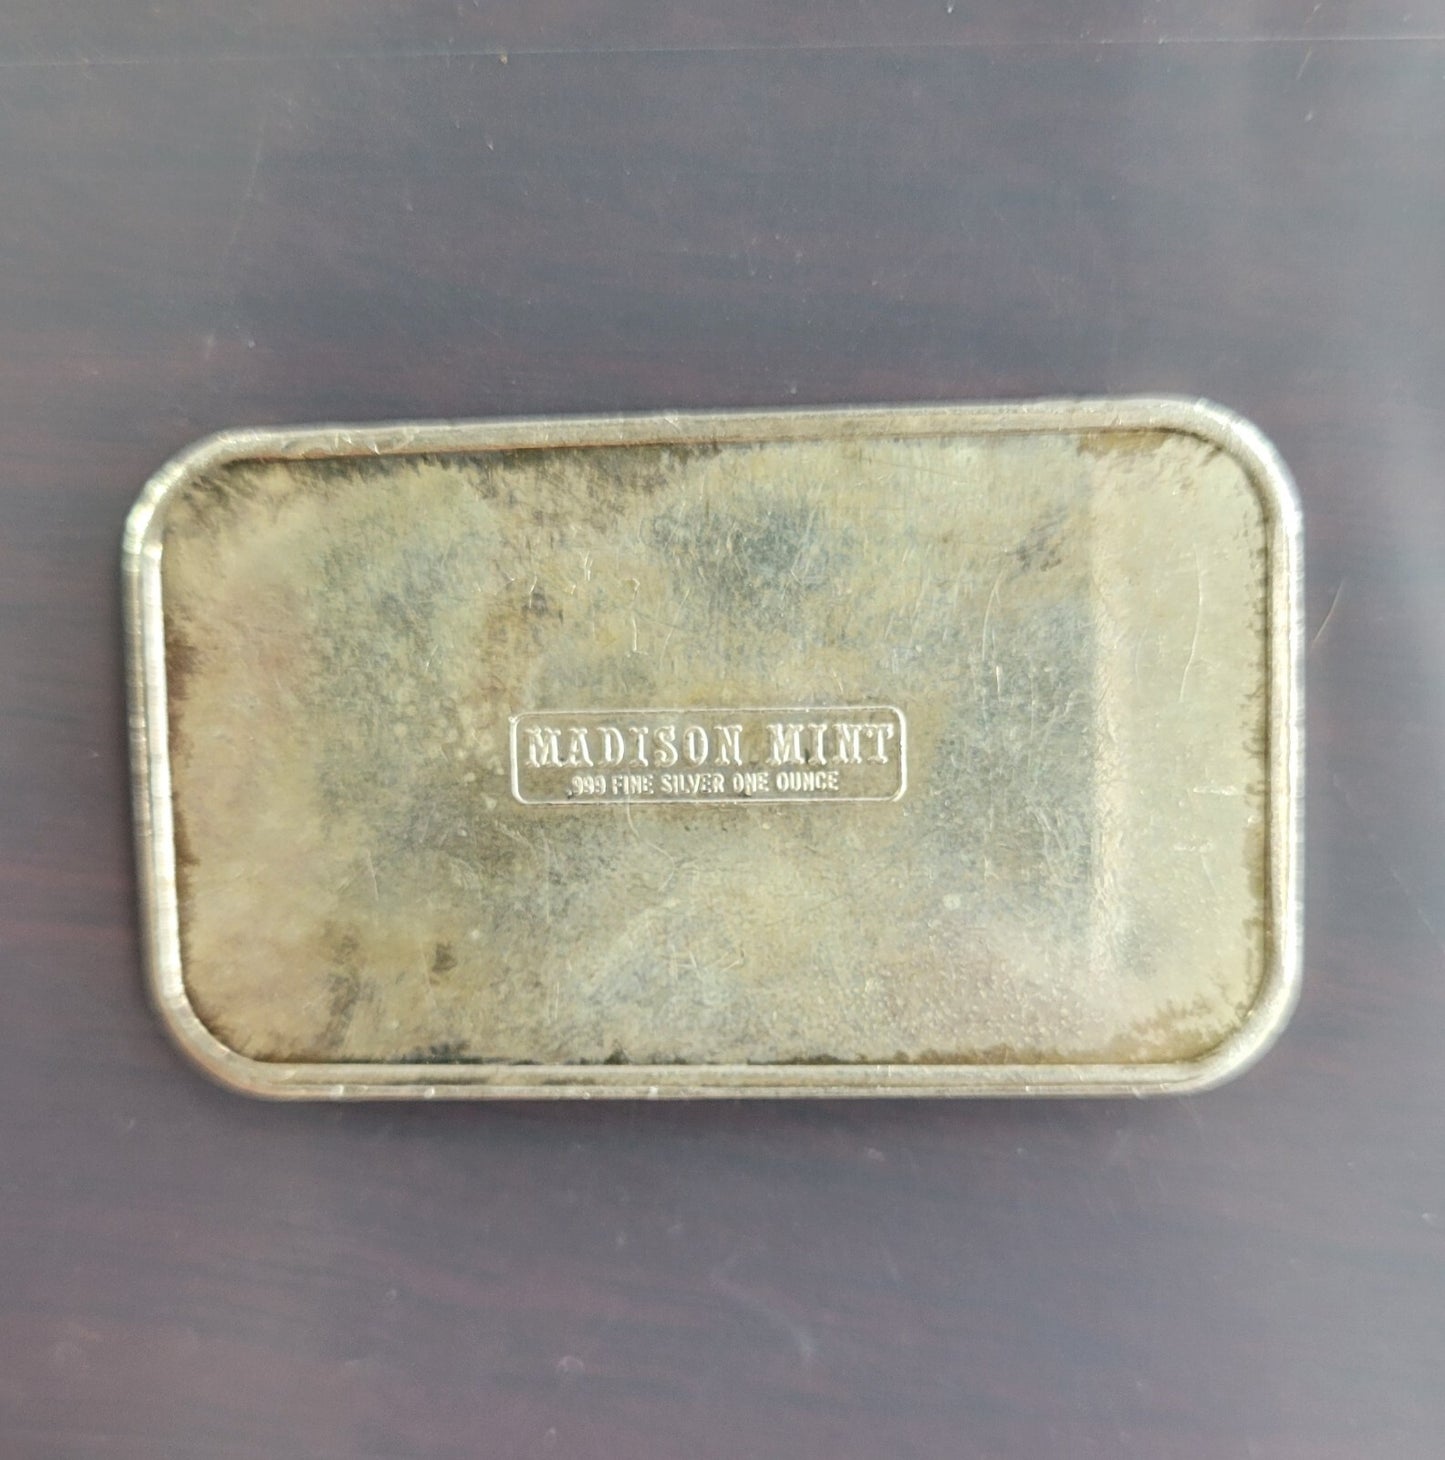 MADISON MINT
.999 FINE SILVER ONE OUNCE